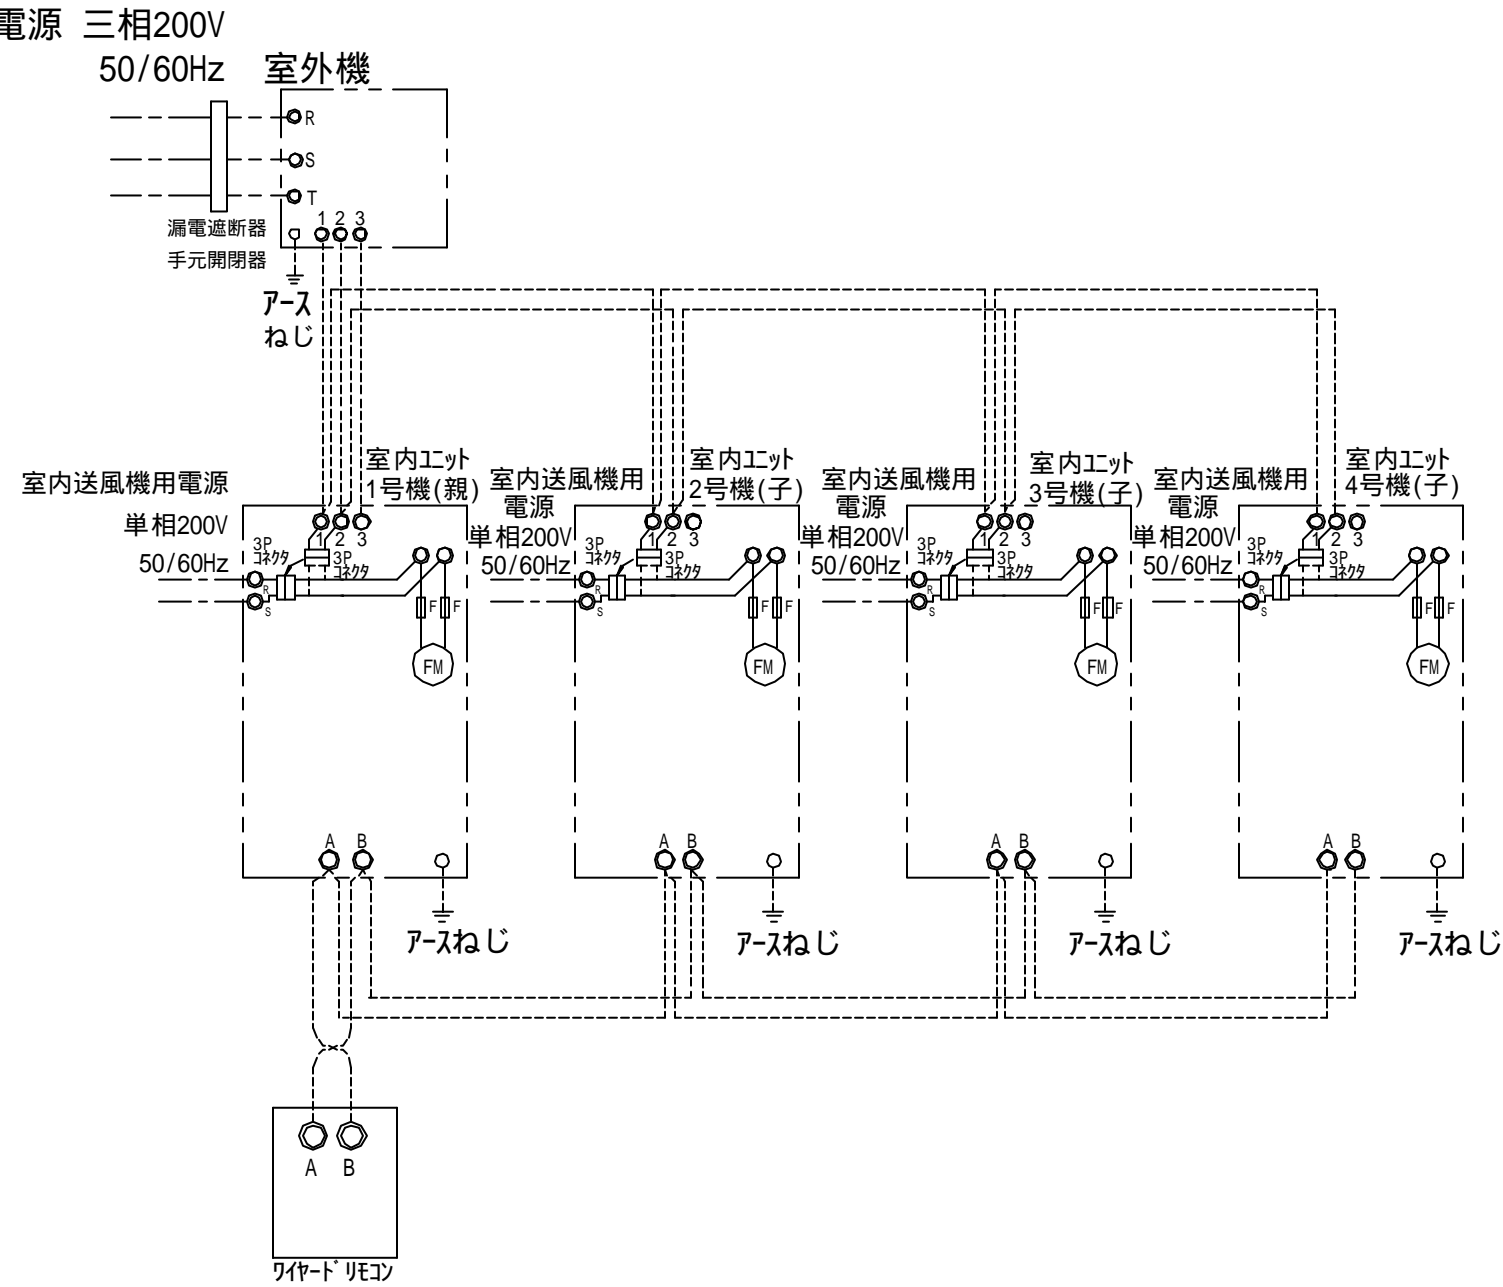 電源 三相200V
50/60Hz
室外機
R
S
T
1 2 3
漏電遮断器
手元開閉器
アース
ねじ
室内送風機用電源
単相200V
50/60Hz
室内ユニット
1号機(親)
1 2 3
3P
コネクタ
3P
コネクタ
R
S
F F
FM
A B
アースねじ
室内送風機用
電源
単相200V
50/60Hz
室内ユニット
2号機(子)
1 2 3
3P
コネクタ
3P
コネクタ
R
S
F F
FM
A B
アースねじ
室内送風機用
電源
単相200V
50/60Hz
室内ユニット
3号機(子)
1 2 3
3P
コネクタ
3P
コネクタ
R
S
F F
FM
A B
アースねじ
室内送風機用
電源
単相200V
50/60Hz
室内ユニット
4号機(子)
1 2 3
3P
コネクタ
3P
コネクタ
R
S
F F
FM
A B
アースねじ
A B
ワイヤードリモコン